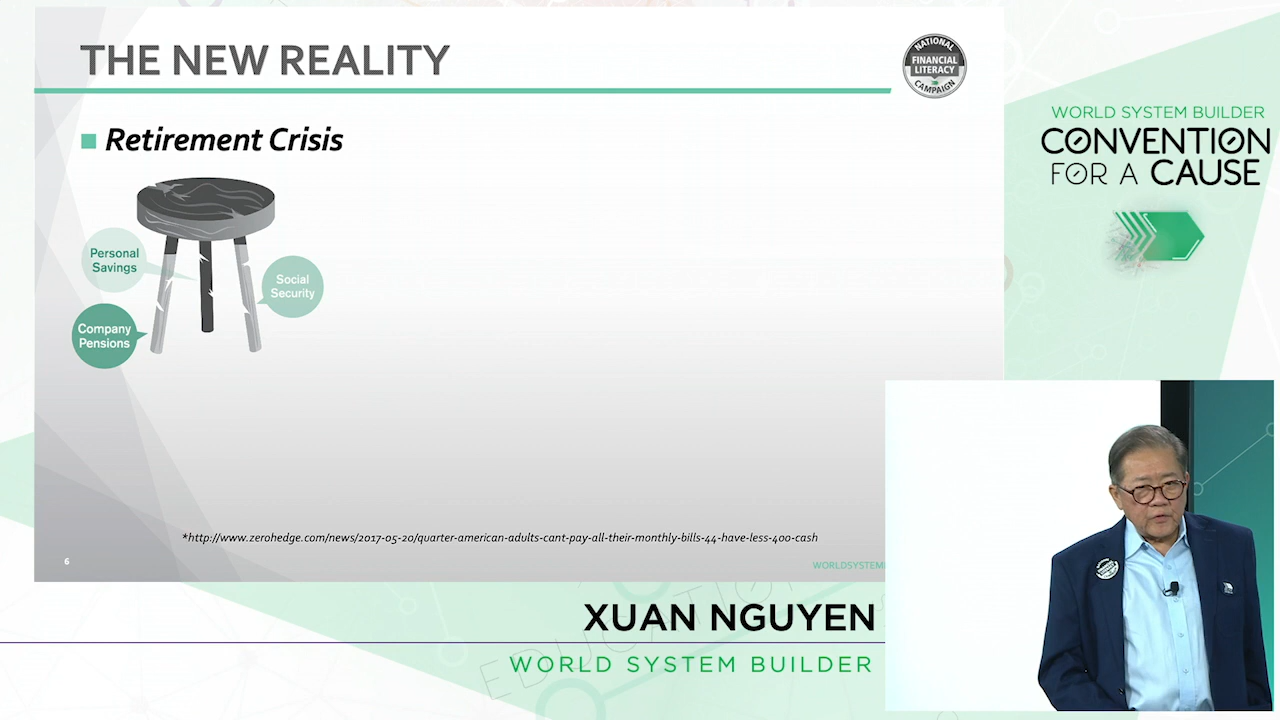 THE NEW REALITY
NATIONAL
FINANCIAL
LITERACY
CAMPAIGN
Retirement Crisis
Personal
Savings
Social
Security
Company
Pensions
*http://www.zerohedge.com/news/2017-05-20/quarter-american-adults-cant-pay-all-their-monthly-bills-44-have-less-400-cash
6
WORLDSYSTEM
WORLD SYSTEM BUILDER
CONVENTION
FOR A CAUSE
XUAN NGUYEN
WORLD SYSTEM BUILDER